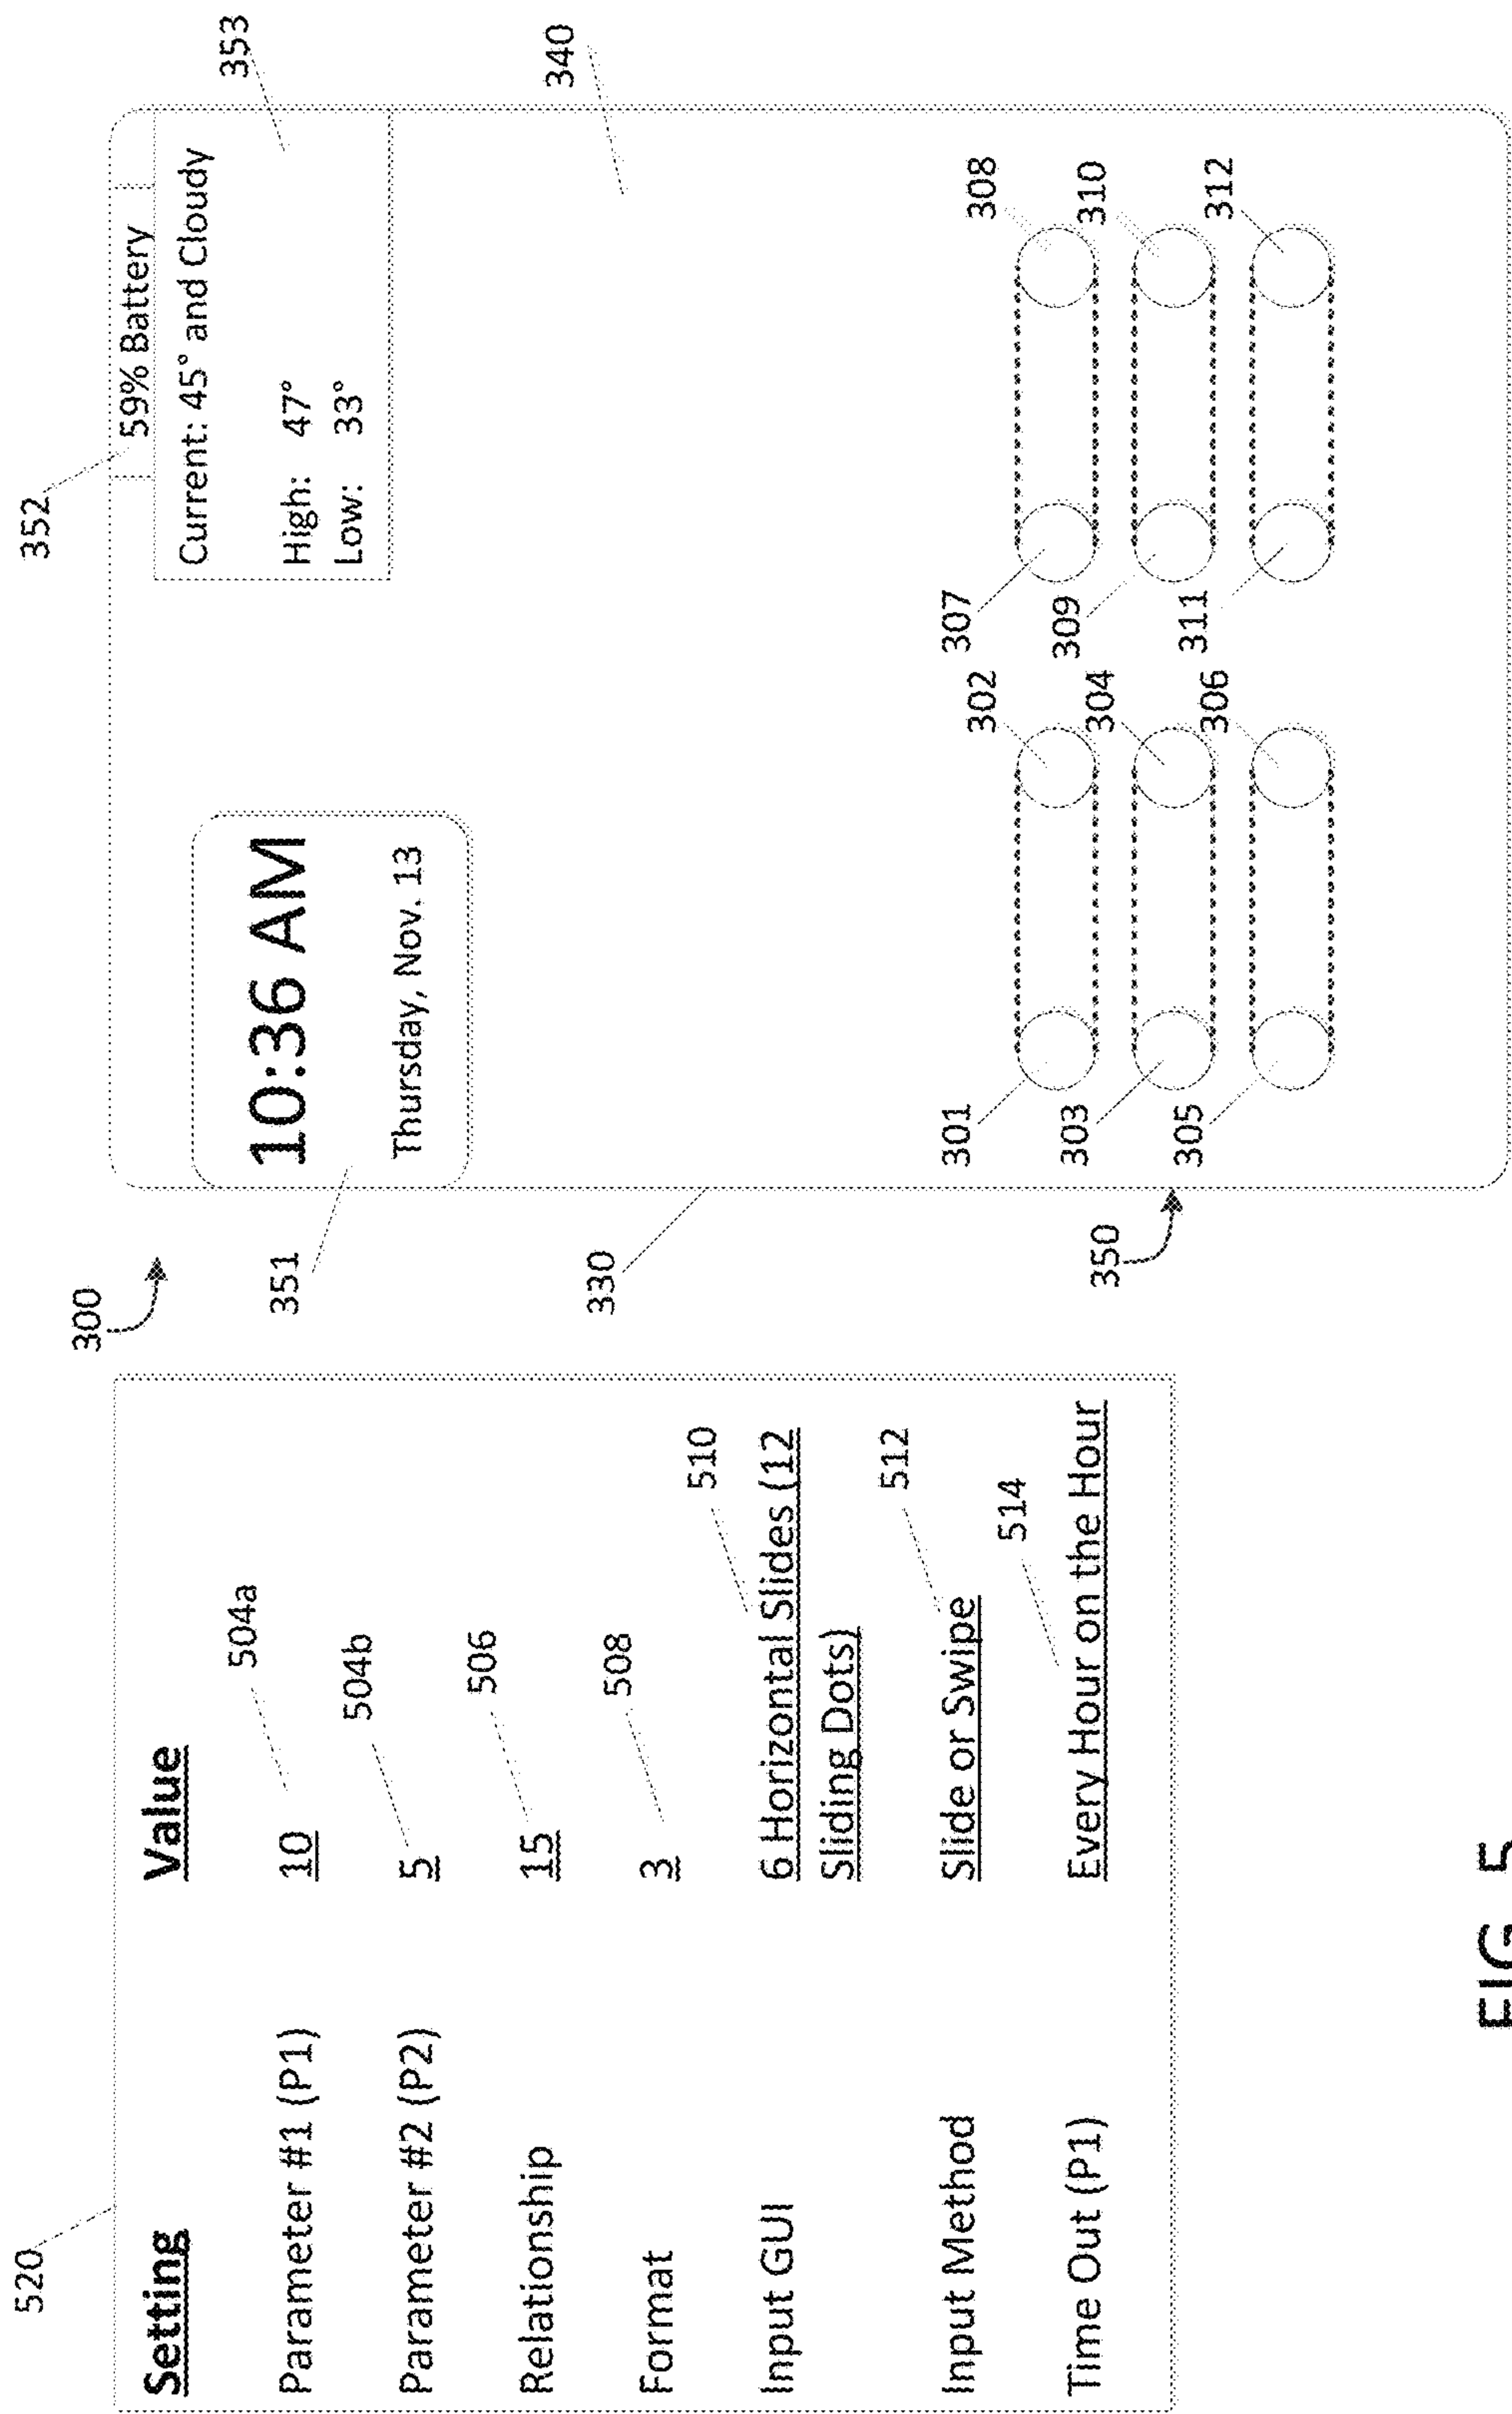 520
Setting Value
Parameter #1 (P1) 10 504a
Parameter #2 (P2) 5 504b
Relationship 15 506
Format 3 508
Input GUI 6 Horizontal Slides (12 510
Sliding Dots)
Input Method Slide or Swipe 512
Time Out (P1) Every Hour on the Hour 514
300
352
59% Battery
353
351
10:36 AM
Thursday, Nov. 13
Current: 45° and Cloudy
High: 47°
Low: 33°
330
340
350
301 302 307 308
303 304 309 310
305 306 311 312
FIG. 5